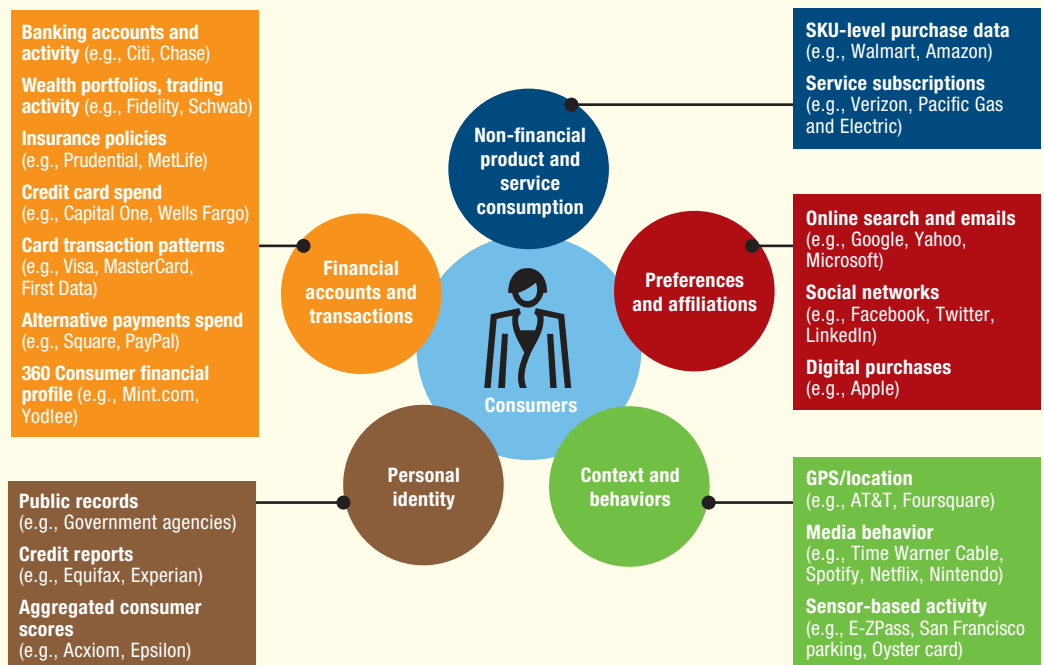 Banking accounts and
activity (e.g., Citi, Chase)
Wealth portfolios, trading
activity (e.g., Fidelity, Schwab)
Insurance policies
(e.g., Prudential, MetLife)
Credit card spend
(e.g., Capital One, Wells Fargo)
Card transaction patterns
(e.g., Visa, MasterCard,
First Data)
Alternative payments spend
(e.g., Square, PayPal)
360 Consumer financial
profile (e.g., Mint.com,
Yodlee)
Financial
accounts and
transactions
Non-financial
product and
service
consumption
SKU-level purchase data
(e.g., Walmart, Amazon)
Service subscriptions
(e.g., Verizon, Pacific Gas
and Electric)
Preferences
and affiliations
Online search and emails
(e.g., Google, Yahoo,
Microsoft)
Social networks
(e.g., Facebook, Twitter,
LinkedIn)
Digital purchases
(e.g., Apple)
Consumers
Personal
identity
Public records
(e.g., Government agencies)
Credit reports
(e.g., Equifax, Experian)
Aggregated consumer
scores
(e.g., Acxiom, Epsilon)
Context and
behaviors
GPS/location
(e.g., AT&T, Foursquare)
Media behavior
(e.g., Time Warner Cable,
Spotify, Netflix, Nintendo)
Sensor-based activity
(e.g., E-ZPass, San Francisco
parking, Oyster card)